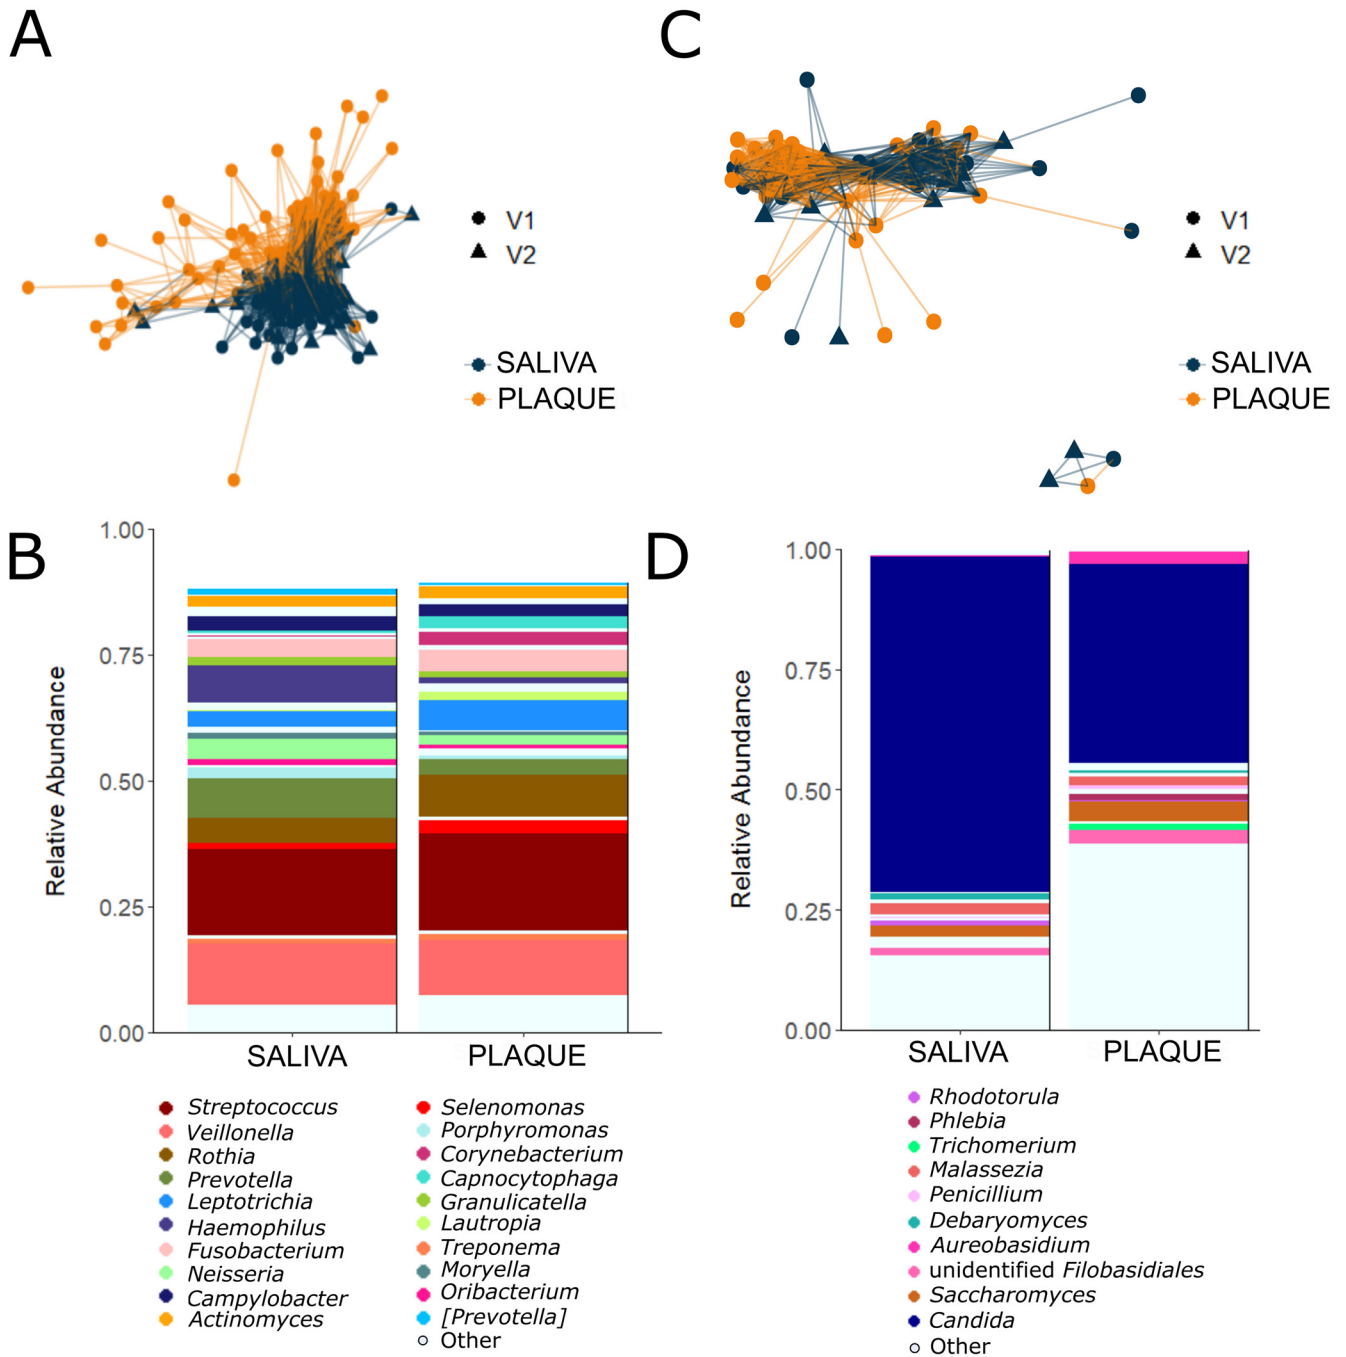 A
V1
V2
SALIVA
PLAQUE
C
V1
V2
SALIVA
PLAQUE
B
Relative Abundance
1.00
0.75
0.50
0.25
0.00
SALIVA
PLAQUE
Streptococcus
Veillonella
Rothia
Prevotella
Leptotrichia
Haemophilus
Fusobacterium
Neisseria
Campylobacter
Actinomyces
Selenomonas
Porphyromonas
Corynebacterium
Capnocytophaga
Granulicatella
Lautropia
Treponema
Moryella
Oribacterium
[Prevotella]
Other
D
Relative Abundance
1.00
0.75
0.50
0.25
0.00
SALIVA
PLAQUE
Rhodotorula
Phlebia
Trichomerium
Malassezia
Penicillium
Debaryomyces
Aureobasidium
unidentified Filobasidiales
Saccharomyces
Candida
Other